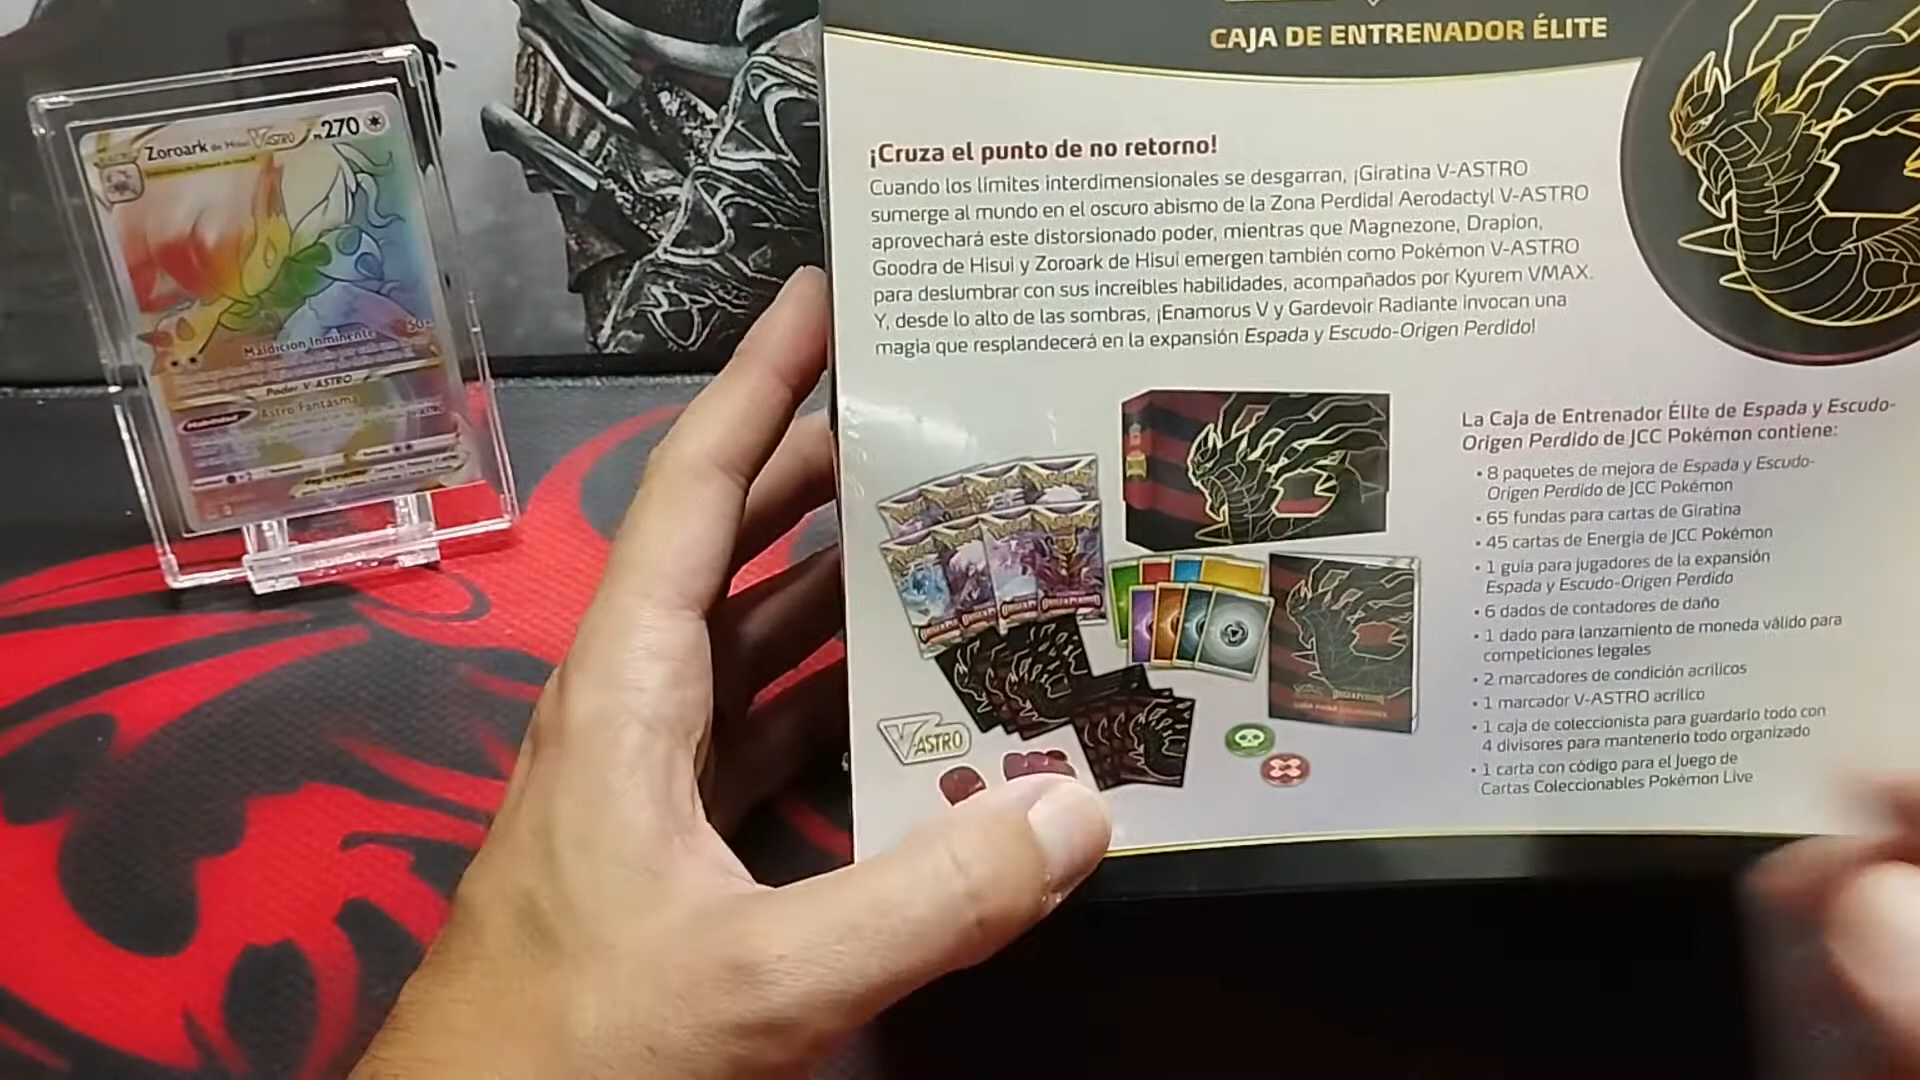 CAJA DE ENTRENADOR ÉLITE
¡Cruza el punto de no retorno!
Cuando los límites interdimensionales se desgarran, ¡Giratina V-ASTRO
sumerge al mundo en el oscuro abismo de la Zona Perdida! Aerodactyl V-ASTRO
aprovechará este distorsionado poder, mientras que Magnezone, Drapion,
Goodra de Hisui y Zoroark de Hisui emergen también como Pokémon V-ASTRO
para deslumbrar con sus increíbles habilidades, acompañados por Kyurem VMAX.
Y, desde lo alto de las sombras, ¡Enamorus V y Gardevoir Radiante invocan una
magia que resplandecerá en la expansión Espada y Escudo-Origen Perdido!
La Caja de Entrenador Élite de Espada y Escudo-
Origen Perdido de JCC Pokémon contiene:
• 8 paquetes de mejora de Espada y Escudo-
Origen Perdido de JCC Pokémon
• 65 fundas para cartas de Giratina
• 45 cartas de Energía de JCC Pokémon
• 1 guía para jugadores de la expansión
Espada y Escudo-Origen Perdido
• 6 dados de contadores de daño
• 1 dado para lanzamiento de moneda válido para
competiciones legales
• 2 marcadores de condición acrílicos
• 1 marcador V-ASTRO acrílico
• 1 caja de coleccionista para guardarlo todo con
4 divisores para mantenerlo todo organizado
• 1 carta con código para el Juego de
Cartas Coleccionables Pokémon Live
V-ASTRO
Zoroark de Hisui V-ASTRO PS 270
Maldición Inminente 50+
Poder V-ASTRO
Habilidad Astro Fantasma